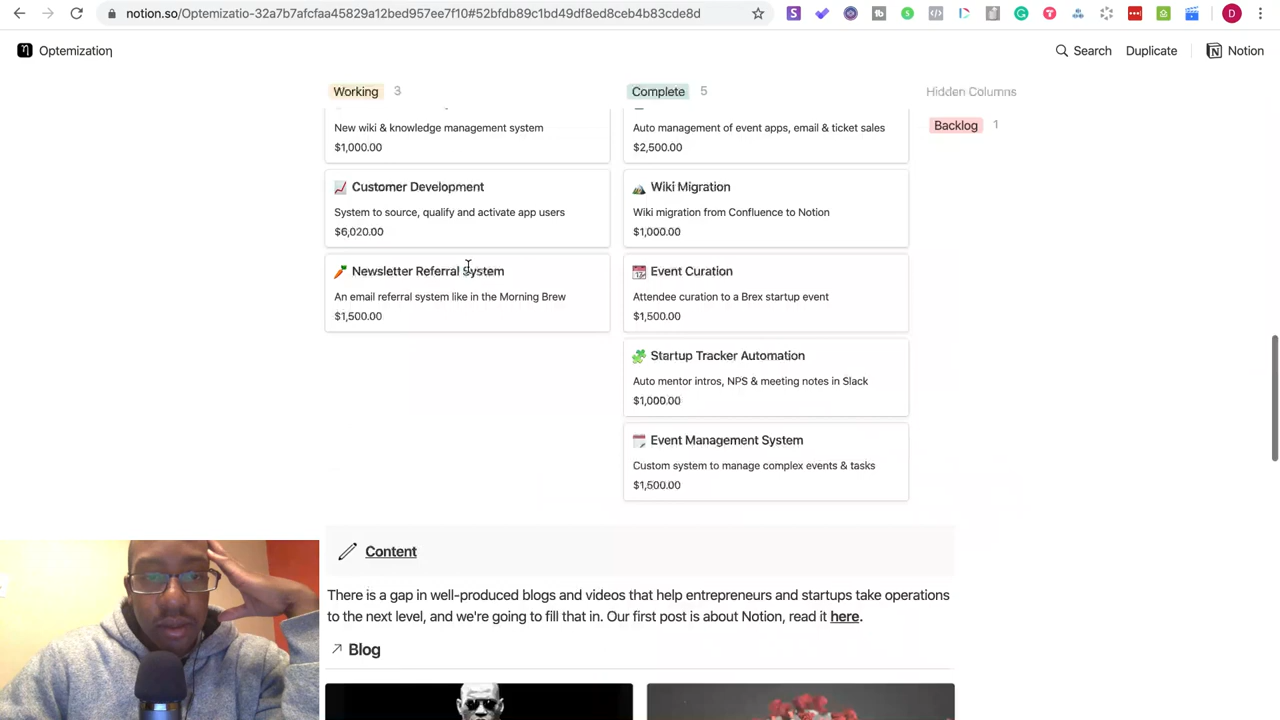 notion.so/Optemizatio-32a7b7afcfaa45829a12bed957ee7f10#52bfdb89c1bd49df8ed8ceb4b83cde8d
Optemization
Search
Duplicate
Notion
Working 3
Complete 5
Hidden Columns
Backlog 1
New wiki & knowledge management system
$1,000.00
Customer Development
System to source, qualify and activate app users
$6,020.00
Newsletter Referral System
An email referral system like in the Morning Brew
$1,500.00
Auto management of event apps, email & ticket sales
$2,500.00
Wiki Migration
Wiki migration from Confluence to Notion
$1,000.00
Event Curation
Attendee curation to a Brex startup event
$1,500.00
Startup Tracker Automation
Auto mentor intros, NPS & meeting notes in Slack
$1,000.00
Event Management System
Custom system to manage complex events & tasks
$1,500.00
Content
There is a gap in well-produced blogs and videos that help entrepreneurs and startups take operations
to the next level, and we're going to fill that in. Our first post is about Notion, read it here.
Blog